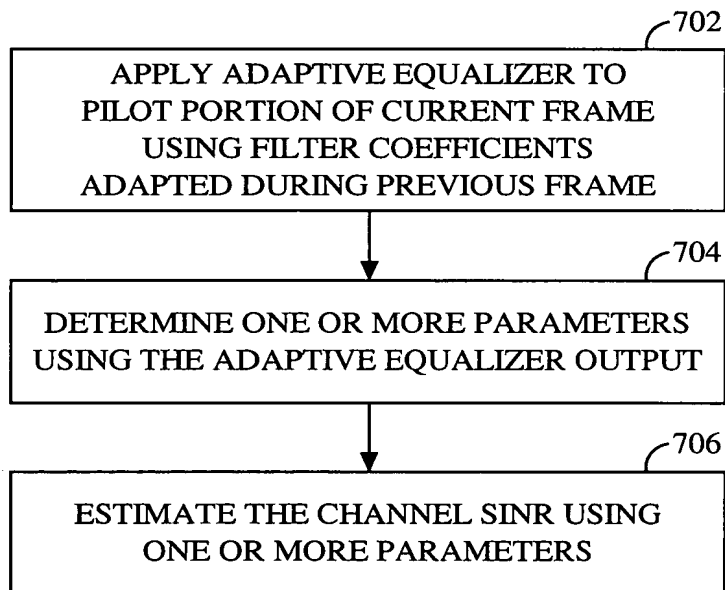 702
APPLY ADAPTIVE EQUALIZER TO
PILOT PORTION OF CURRENT FRAME
USING FILTER COEFFICIENTS
ADAPTED DURING PREVIOUS FRAME
704
DETERMINE ONE OR MORE PARAMETERS
USING THE ADAPTIVE EQUALIZER OUTPUT
706
ESTIMATE THE CHANNEL SINR USING
ONE OR MORE PARAMETERS